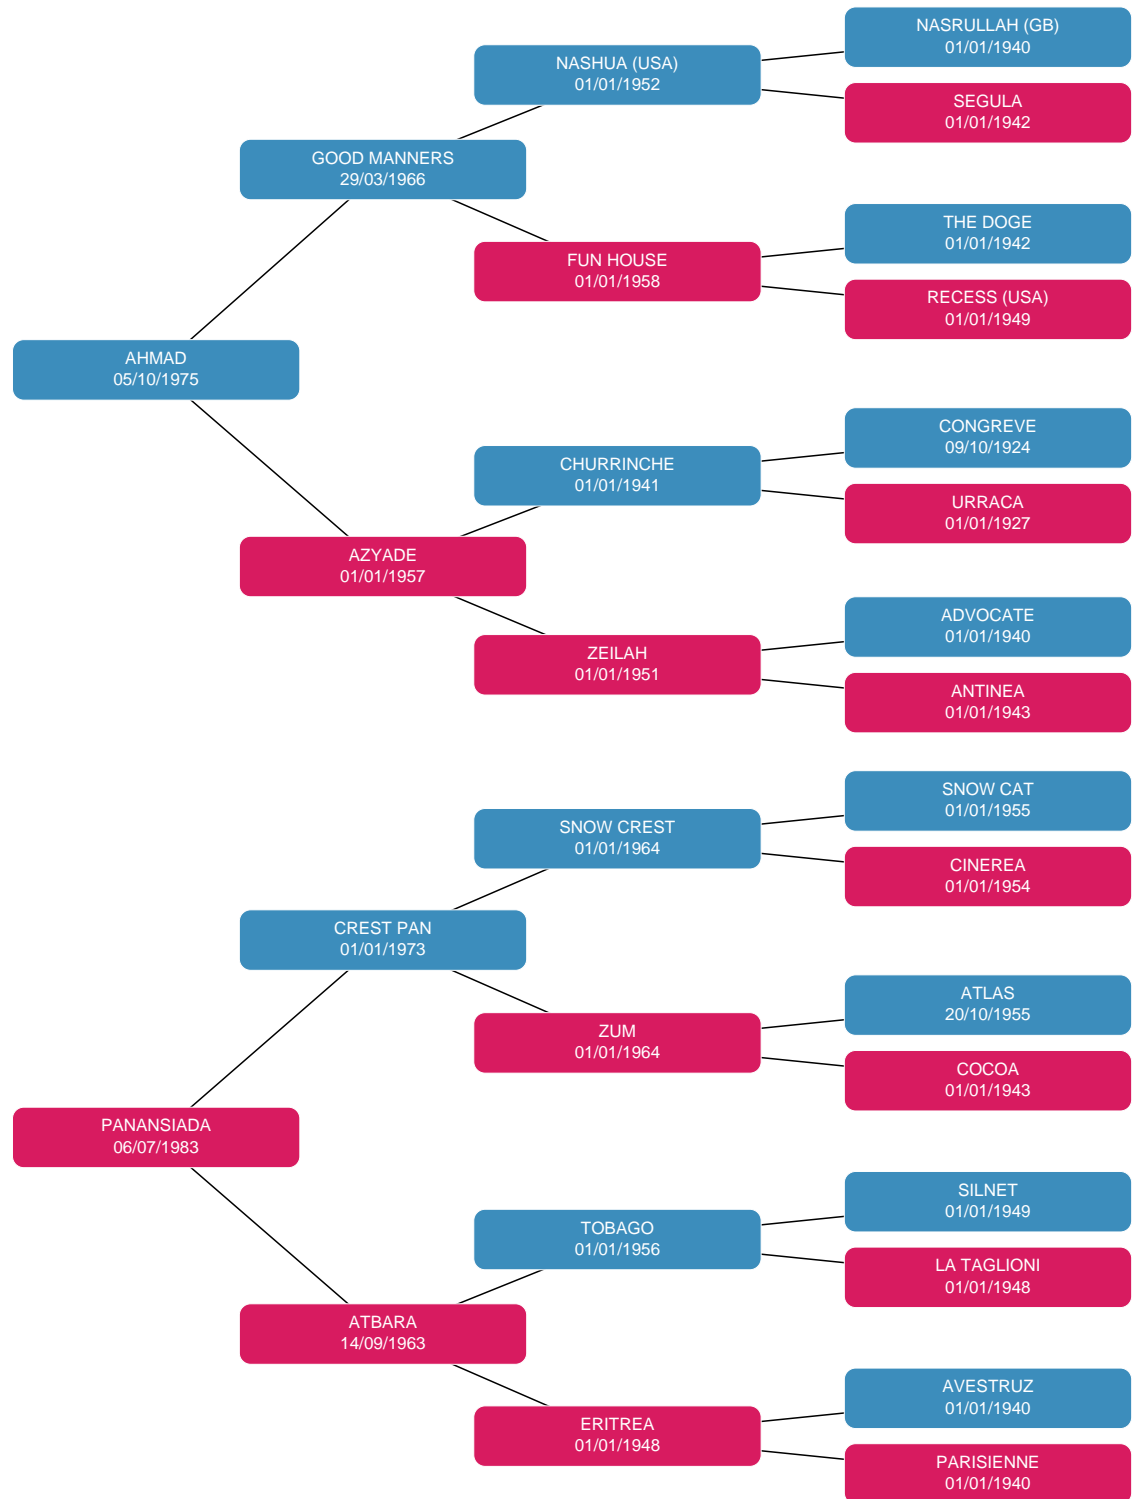 NASRULLAH (GB)
01/01/1940
NASHUA (USA)
01/01/1952
SEGULA
01/01/1942
GOOD MANNERS
29/03/1966
THE DOGE
01/01/1942
FUN HOUSE
01/01/1958
RECESS (USA)
01/01/1949
AHMAD
05/10/1975
CONGREVE
09/10/1924
CHURRINCHE
01/01/1941
URRACA
01/01/1927
AZYADE
01/01/1957
ADVOCATE
01/01/1940
ZEILAH
01/01/1951
ANTINEA
01/01/1943
SNOW CAT
01/01/1955
SNOW CREST
01/01/1964
CINEREA
01/01/1954
CREST PAN
01/01/1973
ATLAS
20/10/1955
ZUM
01/01/1964
COCOA
01/01/1943
PANANSIADA
06/07/1983
SILNET
01/01/1949
TOBAGO
01/01/1956
LA TAGLIONI
01/01/1948
ATBARA
14/09/1963
AVESTRUZ
01/01/1940
ERITREA
01/01/1948
PARISIENNE
01/01/1940